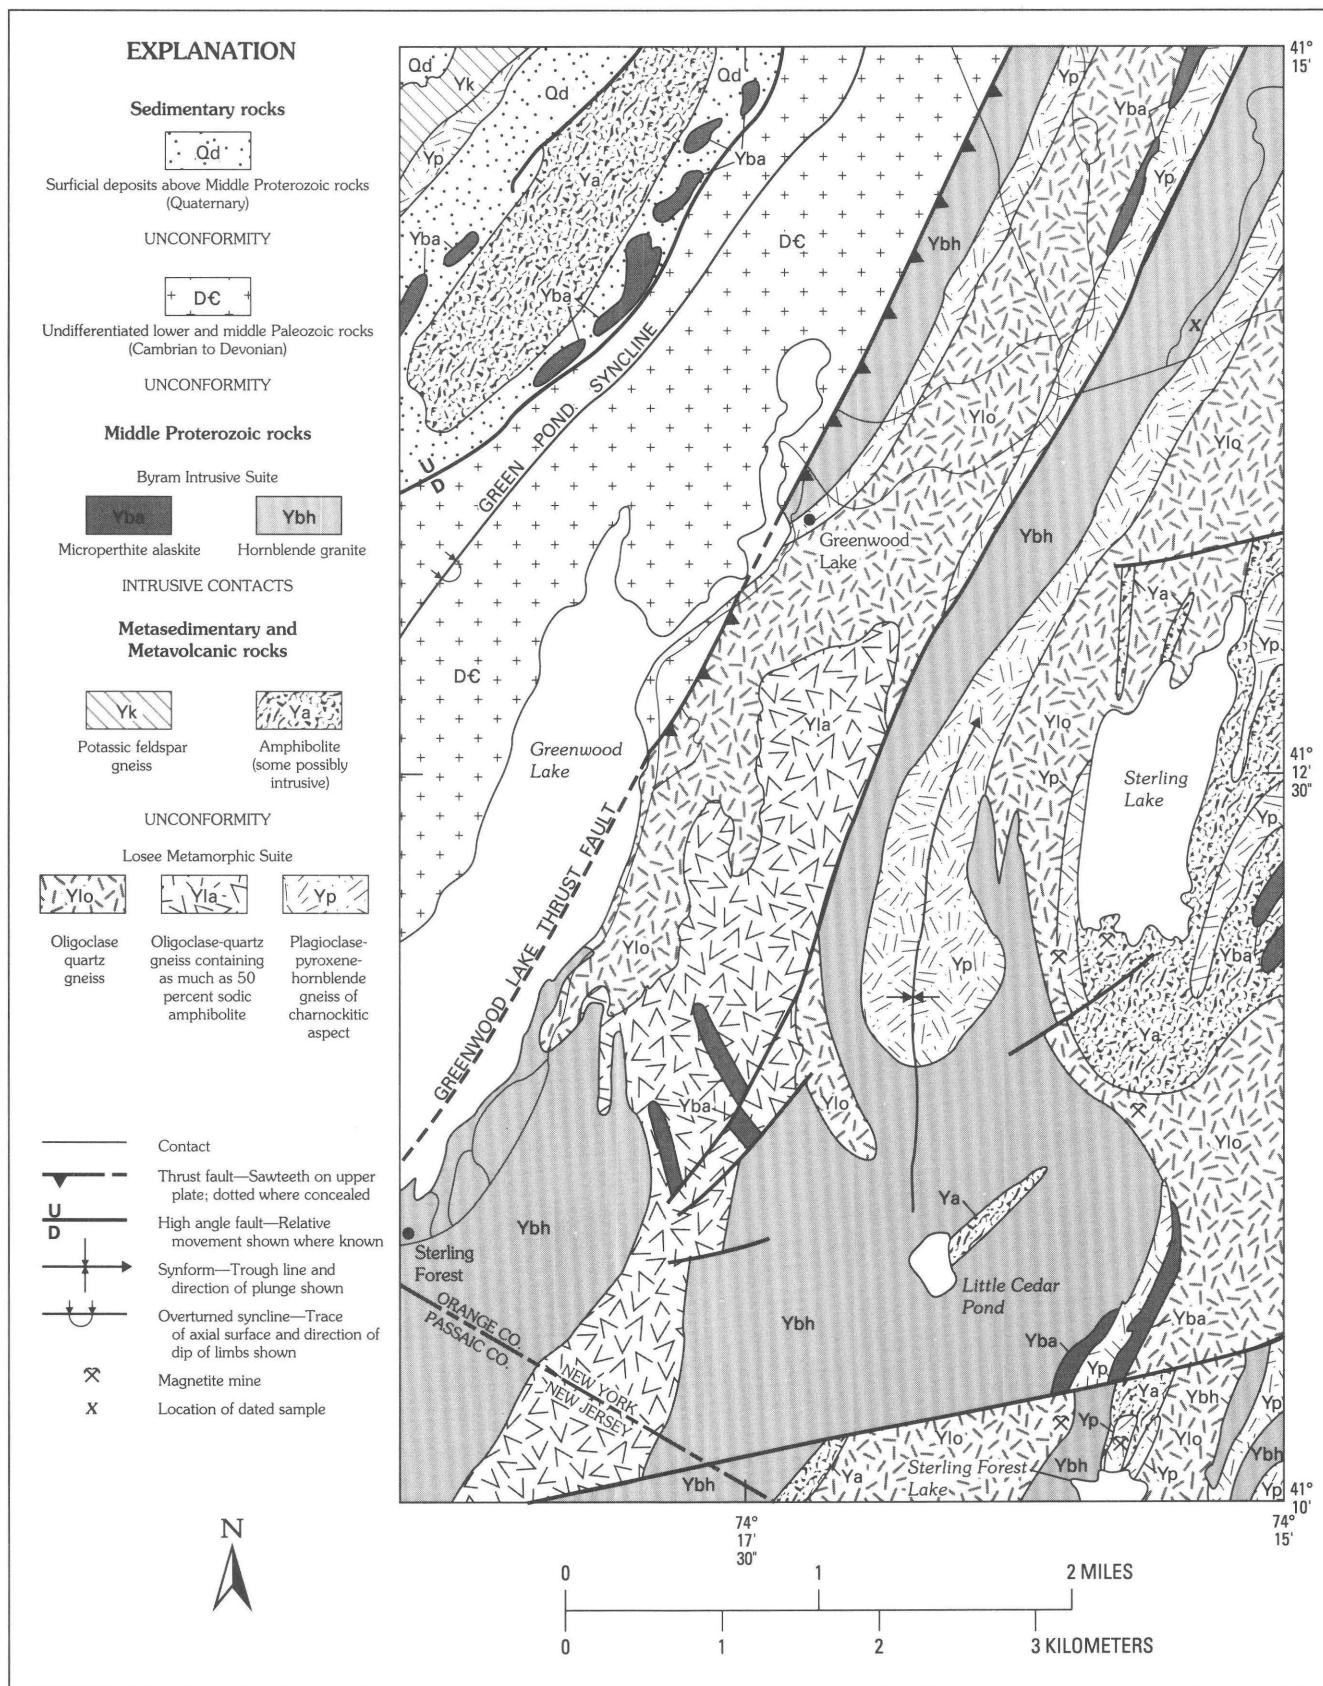 EXPLANATION
Sedimentary rocks
Qd
Surficial deposits above Middle Proterozoic rocks
(Quaternary)
UNCONFORMITY
DЄ
Undifferentiated lower and middle Paleozoic rocks
(Cambrian to Devonian)
UNCONFORMITY
Middle Proterozoic rocks
Byram Intrusive Suite
Yba
Ybh
Microperthite alaskite
Hornblende granite
INTRUSIVE CONTACTS
Metasedimentary and
Metavolcanic rocks
Yk
Ya
Potassic feldspar
gneiss
Amphibolite
(some possibly
intrusive)
UNCONFORMITY
Losee Metamorphic Suite
Ylo
Yla
Yp
Oligoclase
quartz
gneiss
Oligoclase-quartz
gneiss containing
as much as 50
percent sodic
amphibolite
Plagioclase-
pyroxene-
hornblende
gneiss of
charnockitic
aspect
Contact
Thrust fault—Sawteeth on upper
plate; dotted where concealed
U
D
High angle fault—Relative
movement shown where known
Synform—Trough line and
direction of plunge shown
Overturned syncline—Trace
of axial surface and direction of
dip of limbs shown
Magnetite mine
x
Location of dated sample
N
Qd
Yk
Qd
Qd
Yp
Yba
41°
15'
Yp
Yba
Ya
Yp
Yba
DЄ
Ybh
Yba
x
GREEN POND SYNCLINE
Ylo
Ylo
U
D
Greenwood
Lake
Ybh
Ya
Yp
DЄ
Yla
Ylo
Greenwood
Lake
Yp
Sterling
Lake
41°
12'
30"
Yp
GREENWOOD LAKE THRUST FAULT
Ylo
Yp
Yba
Ya
Yba
Ylo
Ylo
Ya
Ybh
Sterling
Forest
Little Cedar
Pond
ORANGE CO.
PASSAIC CO.
Ybh
Yba
Yba
Yp
NEW YORK
NEW JERSEY
Ya
Ybh
Yp
Ylo
Yp
Ylo
Ybh
Ybh
Ya
Sterling Forest
Lake
Ybh
Yp
Yp
41°
10'
74°
17'
30"
74°
15'
0
1
2 MILES
0
1
2
3 KILOMETERS